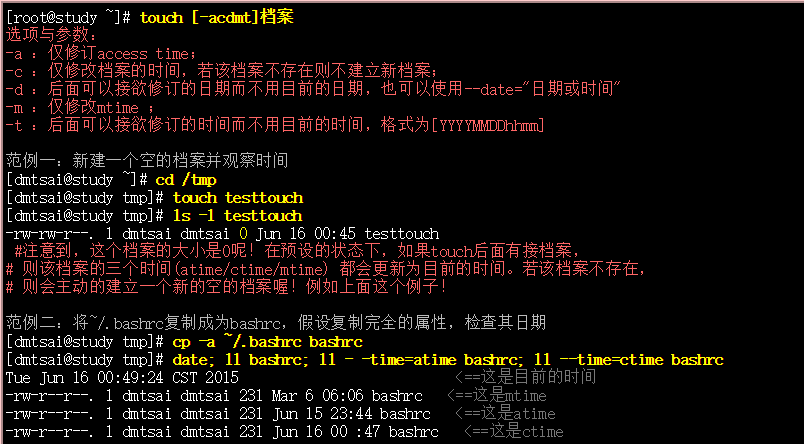 [root@study ~]# touch [-acdmt]档案
选项与参数：
-a ：仅修订access time；
-c ：仅修改档案的时间，若该档案不存在则不建立新档案；
-d ：后面可以接欲修订的日期而不用目前的日期，也可以使用--date="日期或时间"
-m ：仅修改mtime ；
-t ：后面可以接欲修订的时间而不用目前的时间，格式为[YYYYMMDDhhmm]
范例一：新建一个空的档案并观察时间
[dmtsai@study ~]# cd /tmp
[dmtsai@study tmp]# touch testtouch
[dmtsai@study tmp]# ls -l testtouch
-rw-rw-r--. 1 dmtsai dmtsai 0 Jun 16 00:45 testtouch
#注意到，这个档案的大小是0呢！在预设的状态下，如果touch后面有接档案，
# 则该档案的三个时间(atime/ctime/mtime) 都会更新为目前的时间。若该档案不存在，
# 则会主动的建立一个新的空的档案喔！例如上面这个例子！
范例二：将~/.bashrc复制成为bashrc，假设复制完全的属性，检查其日期
[dmtsai@study tmp]# cp -a ~/.bashrc bashrc
[dmtsai@study tmp]# date; ll bashrc; ll - -time=atime bashrc; ll --time=ctime bashrc
Tue Jun 16 00:49:24 CST 2015 <==这是目前的时间
-rw-r--r--. 1 dmtsai dmtsai 231 Mar 6 06:06 bashrc <==这是mtime
-rw-r--r--. 1 dmtsai dmtsai 231 Jun 15 23:44 bashrc <==这是atime
-rw-r--r--. 1 dmtsai dmtsai 231 Jun 16 00 :47 bashrc <==这是ctime